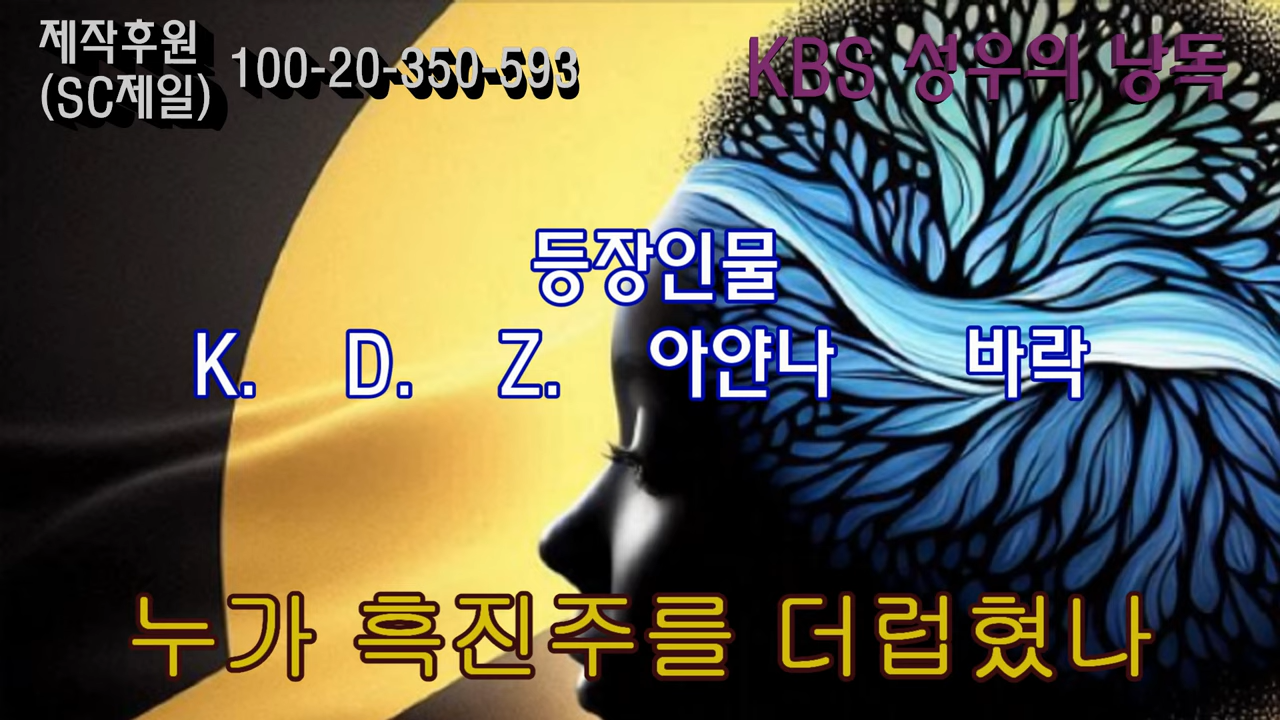 제작후원
(SC제일)
100-20-350-593
KBS 성우의 낭독
등장인물
K. D. Z. 아얀나 바락
누가 흑진주를 더럽혔나